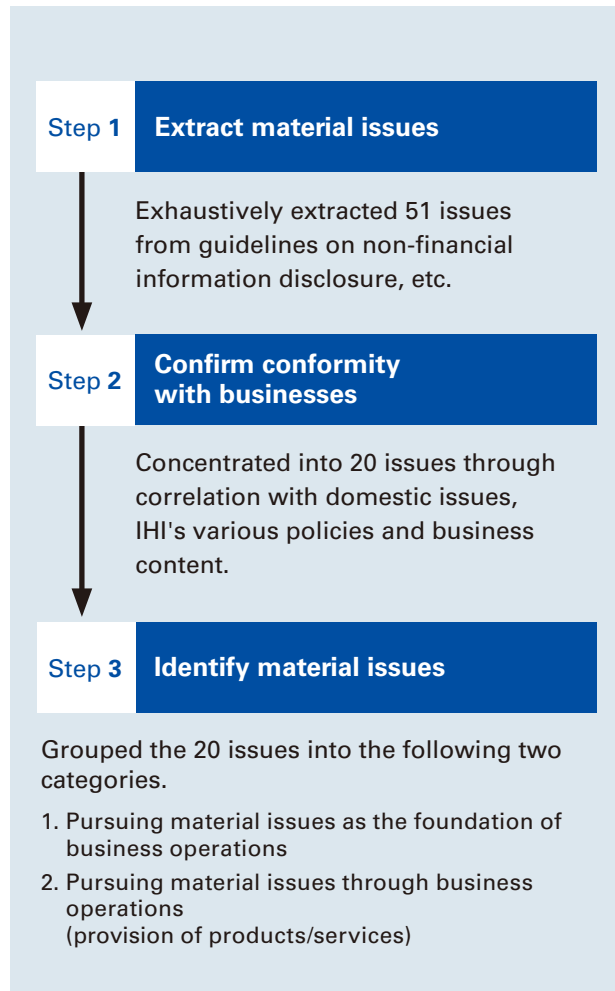 Step 1 Extract material issues
Exhaustively extracted 51 issues
from guidelines on non-financial
information disclosure, etc.
Step 2 Confirm conformity
with businesses
Concentrated into 20 issues through
correlation with domestic issues,
IHI's various policies and business
content.
Step 3 Identify material issues
Grouped the 20 issues into the following two
categories.
1. Pursuing material issues as the foundation of
business operations
2. Pursuing material issues through business
operations
(provision of products/services)